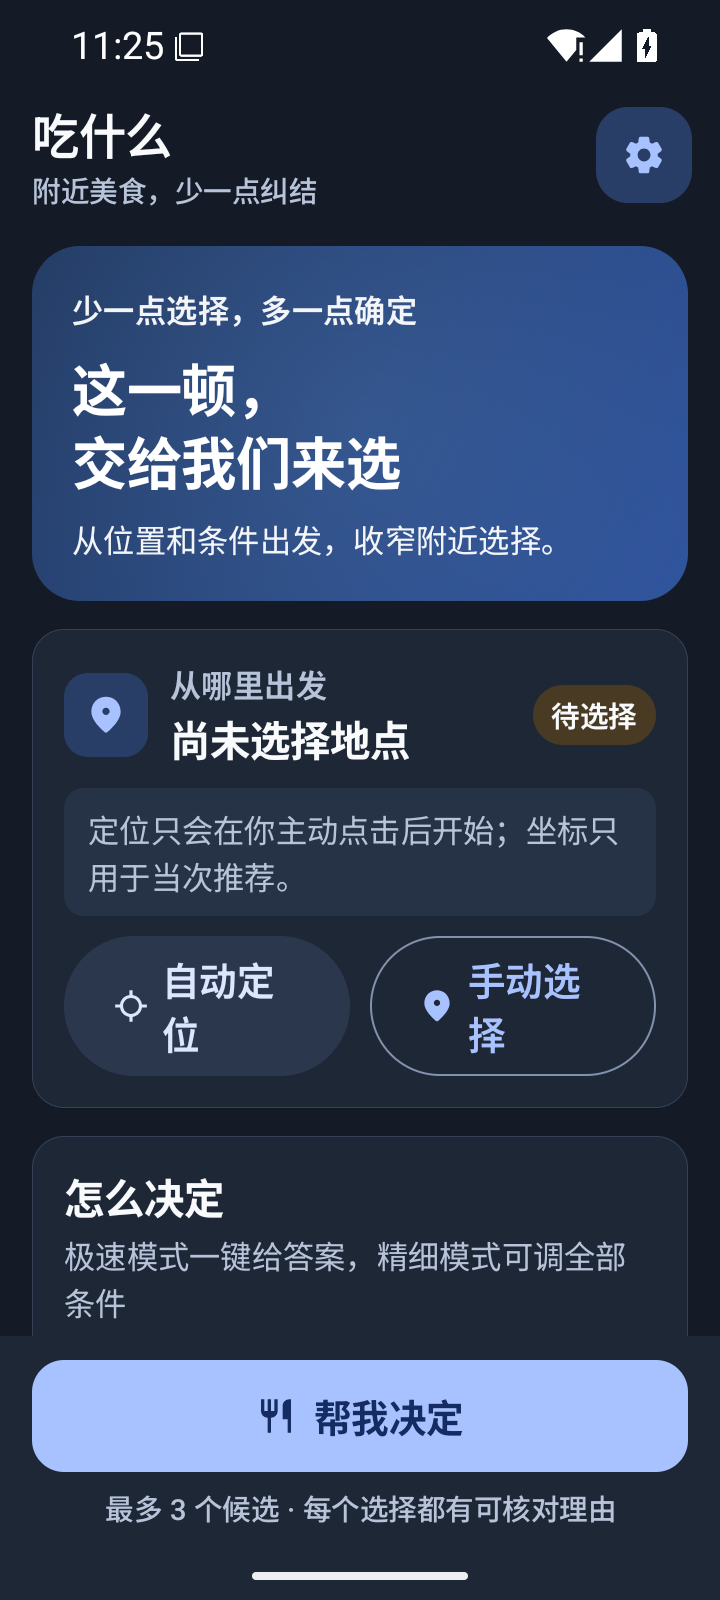 11:25
吃什么
附近美食，少一点纠结
少一点选择，多一点确定
这一顿，
交给我们来选
从位置和条件出发，收窄附近选择。
从哪里出发
尚未选择地点
待选择
定位只会在你主动点击后开始；坐标只
用于当次推荐。
自动定
位
手动选
择
怎么决定
极速模式一键给答案，精细模式可调全部
条件
帮我决定
最多 3 个候选 · 每个选择都有可核对理由